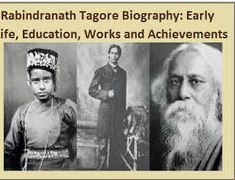 Rabindranath Tagore Biography: Early
ife, Education, Works and Achievements